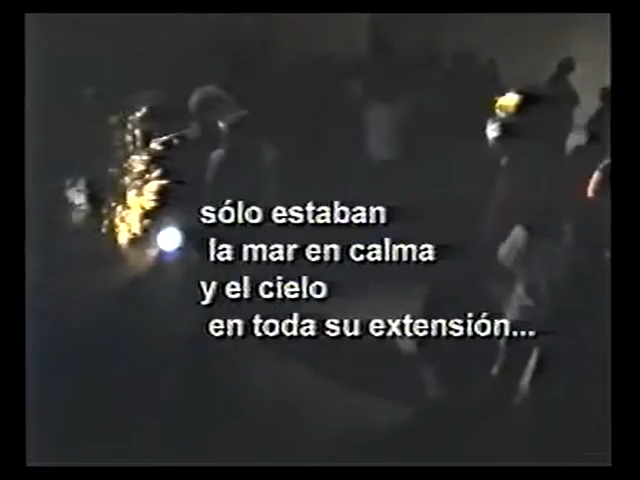 sólo estaban
la mar en calma
y el cielo
en toda su extensión...